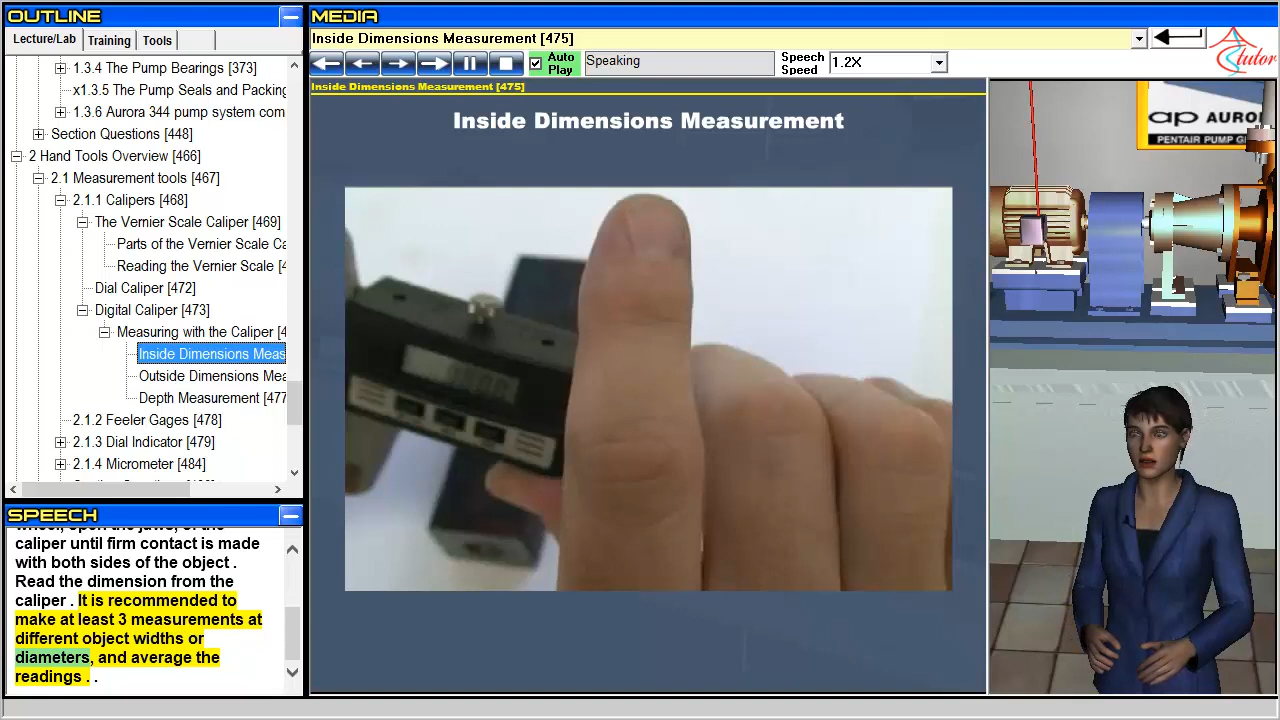 OUTLINE
Lecture/Lab
Training
Tools
1.3.4 The Pump Bearings [373]
x1.3.5 The Pump Seals and Packing
1.3.6 Aurora 344 pump system com
Section Questions [448]
2 Hand Tools Overview [466]
2.1 Measurement tools [467]
2.1.1 Calipers [468]
The Vernier Scale Caliper [469]
Parts of the Vernier Scale Ca
Reading the Vernier Scale [4
Dial Caliper [472]
Digital Caliper [473]
Measuring with the Caliper [4
Inside Dimensions Meas
Outside Dimensions Mea
Depth Measurement [477
2.1.2 Feeler Gages [478]
2.1.3 Dial Indicator [479]
2.1.4 Micrometer [484]
SPEECH
caliper until firm contact is made
with both sides of the object .
Read the dimension from the
caliper . It is recommended to
make at least 3 measurements at
different object widths or
diameters, and average the
readings . .
MEDIA
Inside Dimensions Measurement [475]
Auto
Play
Speaking
Speech
Speed
1.2X
Inside Dimensions Measurement [475]
Inside Dimensions Measurement
tutor
ap AURO
PENTAIR PUMP G